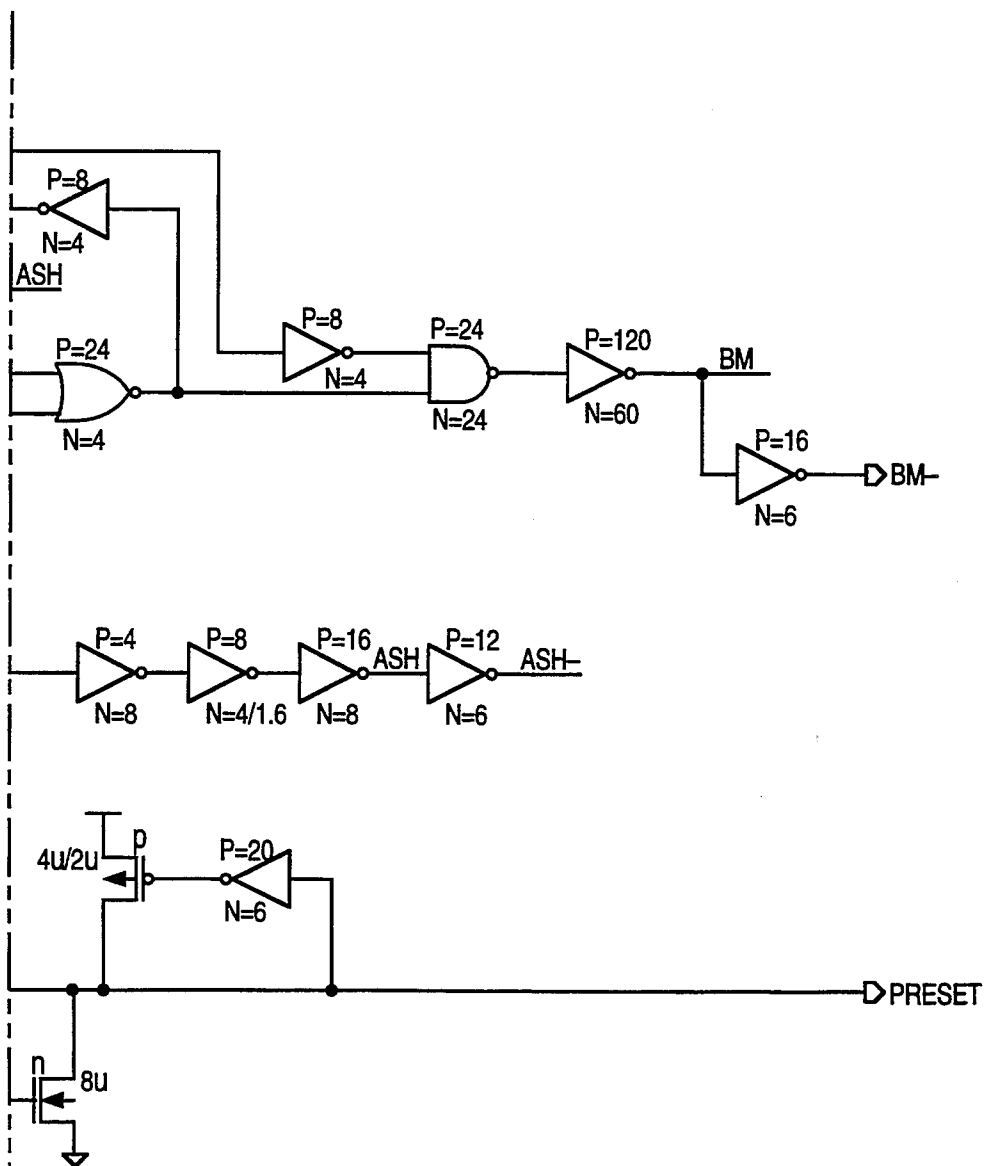 P=8
N=4
ASH
P=24
N=4
P=8
N=4
P=24
N=24
P=120
N=60
BM
P=16
N=6
BM–
P=4
N=8
P=8
N=4/1.6
P=16
N=8
ASH
P=12
N=6
ASH–
p
4u/2u
P=20
N=6
PRESET
n
8u